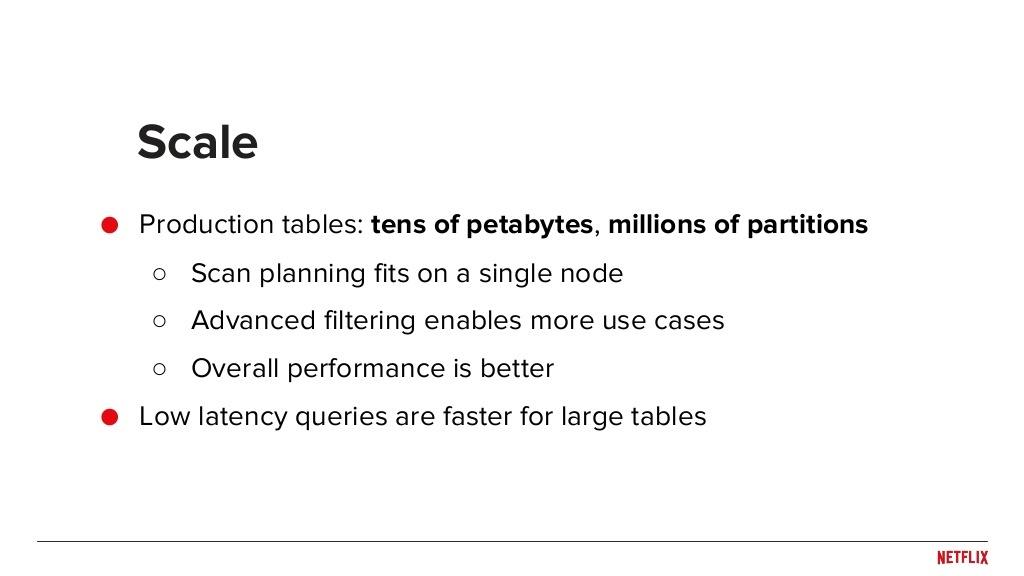 Scale
● Production tables: tens of petabytes, millions of partitions
○ Scan planning fits on a single node
○ Advanced filtering enables more use cases
○ Overall performance is better
● Low latency queries are faster for large tables
NETFLIX